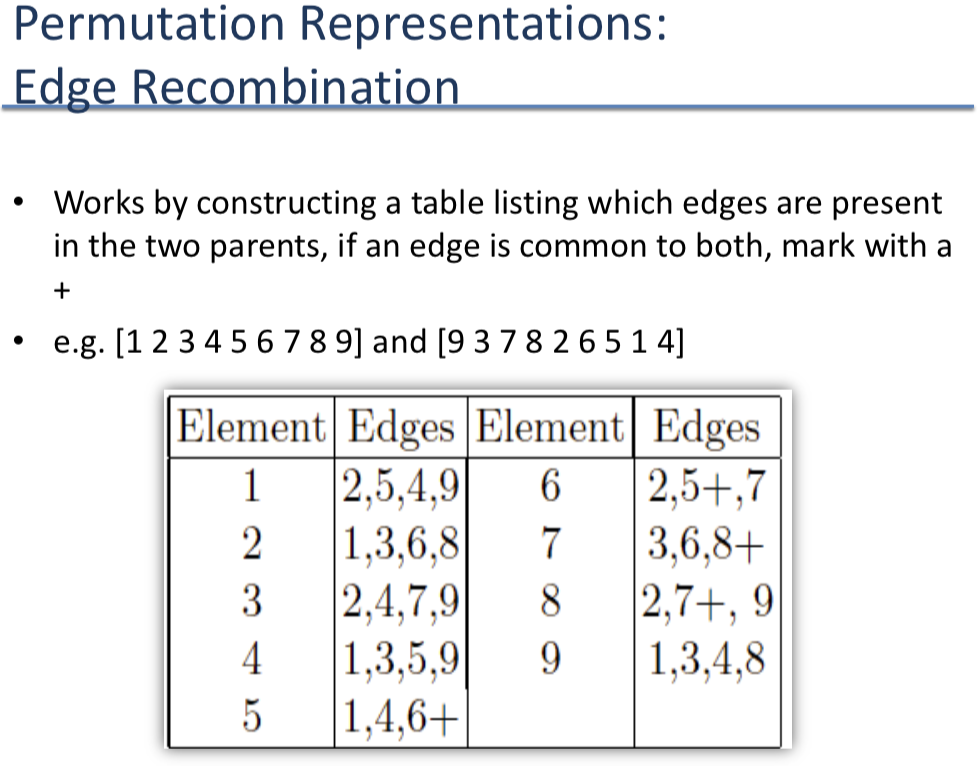 Permutation Representations:
Edge Recombination
• Works by constructing a table listing which edges are present
in the two parents, if an edge is common to both, mark with a
+
• e.g. [1 2 3 4 5 6 7 8 9] and [9 3 7 8 2 6 5 1 4]
Element Edges Element Edges
1 2,5,4,9 6 2,5+,7
2 1,3,6,8 7 3,6,8+
3 2,4,7,9 8 2,7+, 9
4 1,3,5,9 9 1,3,4,8
5 1,4,6+